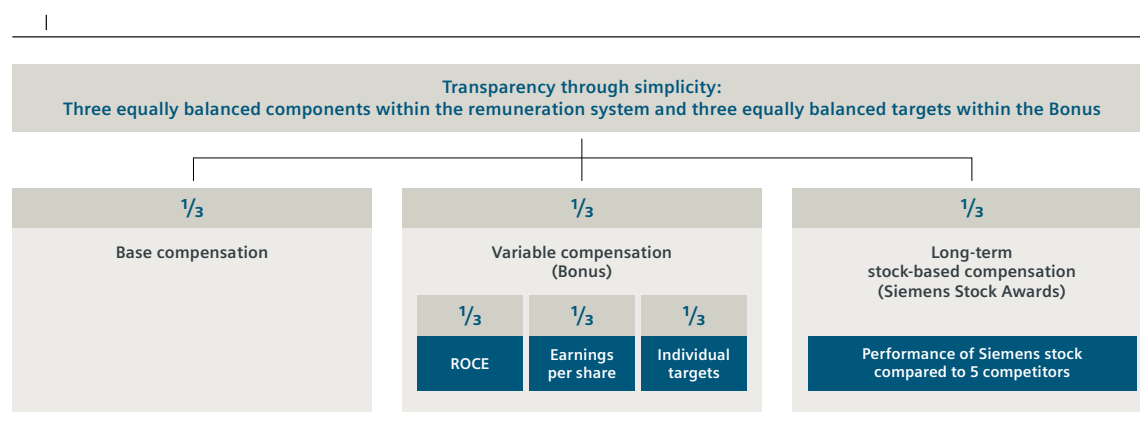 Transparency through simplicity:
Three equally balanced components within the remuneration system and three equally balanced targets within the Bonus
1/3
Base compensation
1/3
Variable compensation
(Bonus)
1/3
ROCE
1/3
Earnings
per share
1/3
Individual
targets
1/3
Long-term
stock-based compensation
(Siemens Stock Awards)
Performance of Siemens stock
compared to 5 competitors